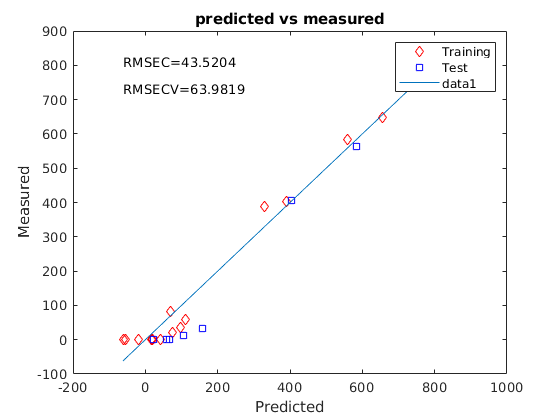 predicted vs measured
RMSEC=43.5204
RMSECV=63.9819
Training
Test
data1
Measured
900
800
700
600
500
400
300
200
100
0
-100
-200
0
200
400
600
800
1000
Predicted